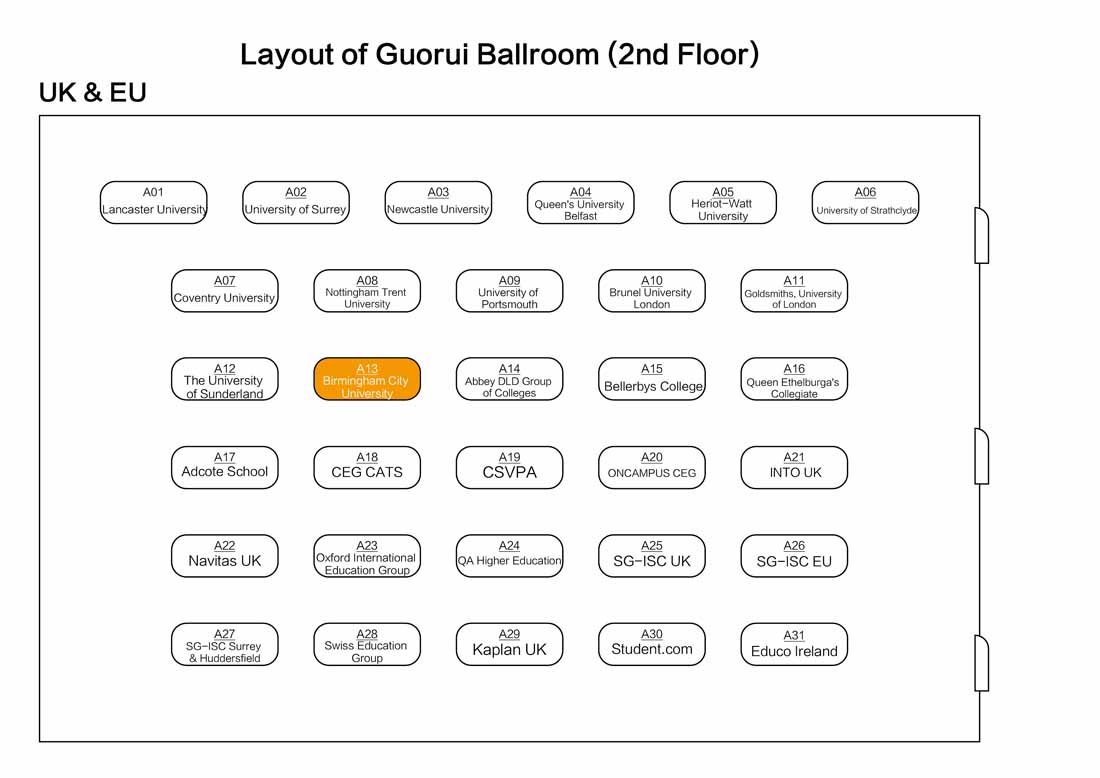 Layout of Guorui Ballroom (2nd Floor)
UK & EU
A01
Lancaster University
A02
University of Surrey
A03
Newcastle University
A04
Queen's University
Belfast
A05
Heriot-Watt
University
A06
University of Strathclyde
A07
Coventry University
A08
Nottingham Trent
University
A09
University of
Portsmouth
A10
Brunel University
London
A11
Goldsmiths, University
of London
A12
The University
of Sunderland
A13
Birmingham City
University
A14
Abbey DLD Group
of Colleges
A15
Bellerbys College
A16
Queen Ethelburga's
Collegiate
A17
Adcote School
A18
CEG CATS
A19
CSVPA
A20
ONCAMPUS CEG
A21
INTO UK
A22
Navitas UK
A23
Oxford International
Education Group
A24
QA Higher Education
A25
SG-ISC UK
A26
SG-ISC EU
A27
SG-ISC Surrey
& Huddersfield
A28
Swiss Education
Group
A29
Kaplan UK
A30
Student.com
A31
Educo Ireland